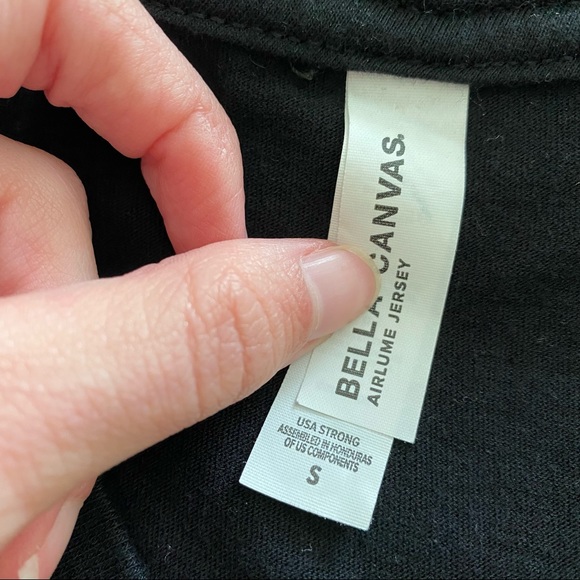 BELLA CANVAS.
AIRLUME JERSEY
USA STRONG
ASSEMBLED IN HONDURAS
OF US COMPONENTS
S